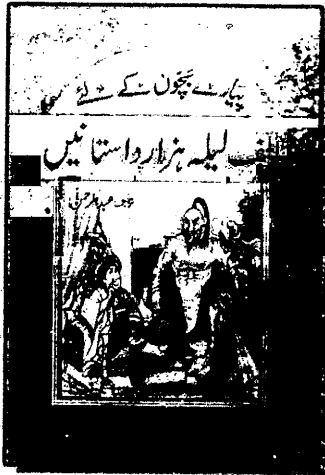 پیارے بچوں کے لئے
لیلہ ہزار داستانیں